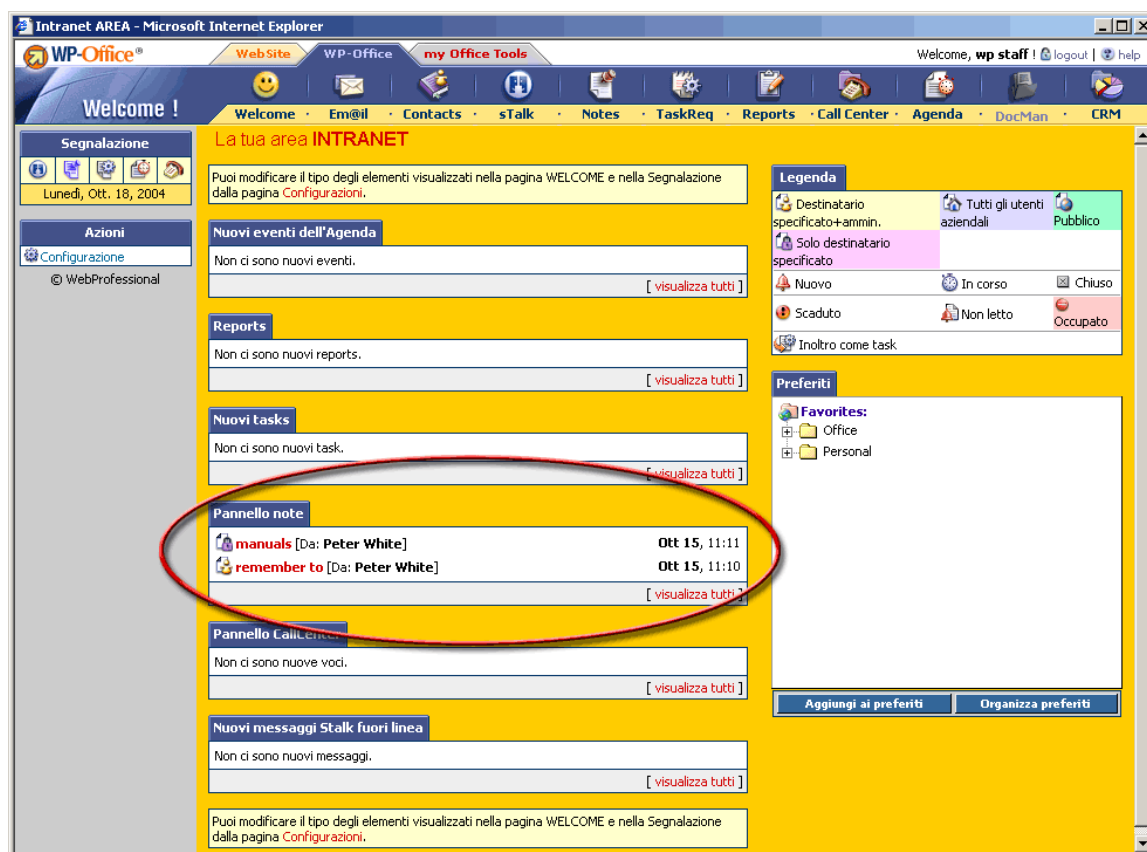 Intranet AREA - Microsoft Internet Explorer
WP-Office®
WebSite
WP-Office
my Office Tools
Welcome, wp staff ! logout | help
Welcome !
Welcome · Em@il · Contacts · sTalk · Notes · TaskReq · Reports · Call Center · Agenda · DocMan · CRM
Segnalazione
Lunedì, Ott. 18, 2004
Azioni
Configurazione
© WebProfessional
La tua area INTRANET
Puoi modificare il tipo degli elementi visualizzati nella pagina WELCOME e nella Segnalazione
dalla pagina Configurazioni.
Nuovi eventi dell'Agenda
Non ci sono nuovi eventi.
[ visualizza tutti ]
Reports
Non ci sono nuovi reports.
[ visualizza tutti ]
Nuovi tasks
Non ci sono nuovi task.
[ visualizza tutti ]
Pannello note
manuals [Da: Peter White] Ott 15, 11:11
remember to [Da: Peter White] Ott 15, 11:10
[ visualizza tutti ]
Pannello CallCenter
Non ci sono nuove voci.
[ visualizza tutti ]
Nuovi messaggi Stalk fuori linea
Non ci sono nuovi messaggi.
[ visualizza tutti ]
Puoi modificare il tipo degli elementi visualizzati nella pagina WELCOME e nella Segnalazione
dalla pagina Configurazioni.
Legenda
Destinatario
specificato+ammin.
Tutti gli utenti
aziendali
Pubblico
Solo destinatario
specificato
Nuovo
In corso
Chiuso
Scaduto
Non letto
Occupato
Inoltro come task
Preferiti
Favorites:
Office
Personal
Aggiungi ai preferiti
Organizza preferiti